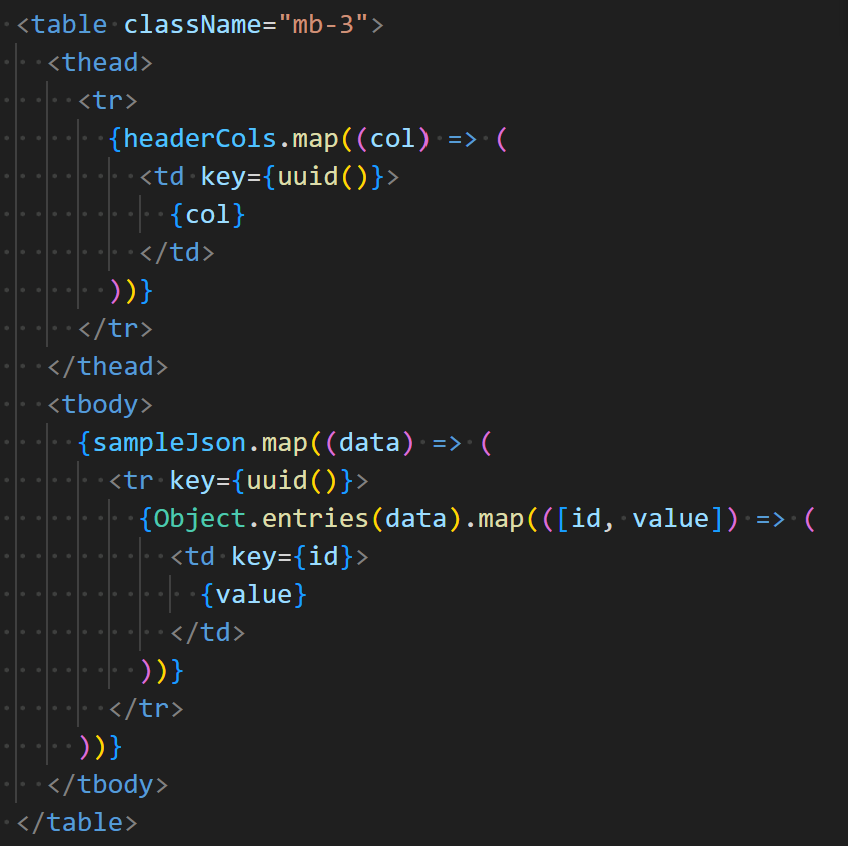 <table className="mb-3">
  <thead>
    <tr>
      {headerCols.map((col) => (
        <td key={uuid()}>
          {col}
        </td>
      ))}
    </tr>
  </thead>
  <tbody>
    {sampleJson.map((data) => (
      <tr key={uuid()}>
        {Object.entries(data).map(([id, value]) => (
          <td key={id}>
            {value}
          </td>
        ))}
      </tr>
    ))}
  </tbody>
</table>